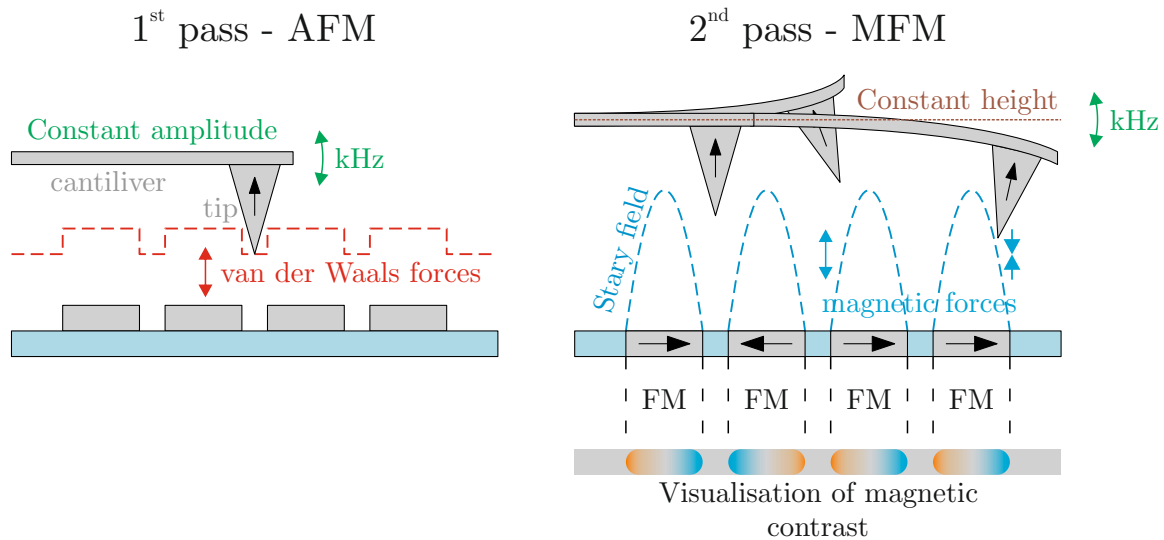 1st pass - AFM
2nd pass - MFM
Constant amplitude
kHz
cantiliver
tip
van der Waals forces
Constant height
kHz
Stary field
magnetic forces
FM FM FM FM
Visualisation of magnetic
contrast